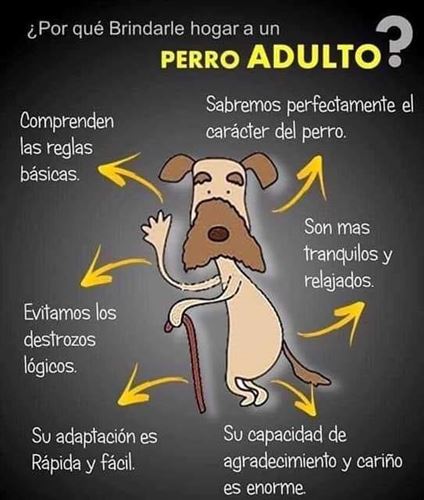 ¿Por qué Brindarle hogar a un
PERRO ADULTO?
Sabremos perfectamente el
carácter del perro.
Comprenden
las reglas
básicas.
Son mas
tranquilos y
relajados.
Evitamos los
destrozos
lógicos.
Su adaptación es
Rápida y fácil.
Su capacidad de
agradecimiento y cariño
es enorme.